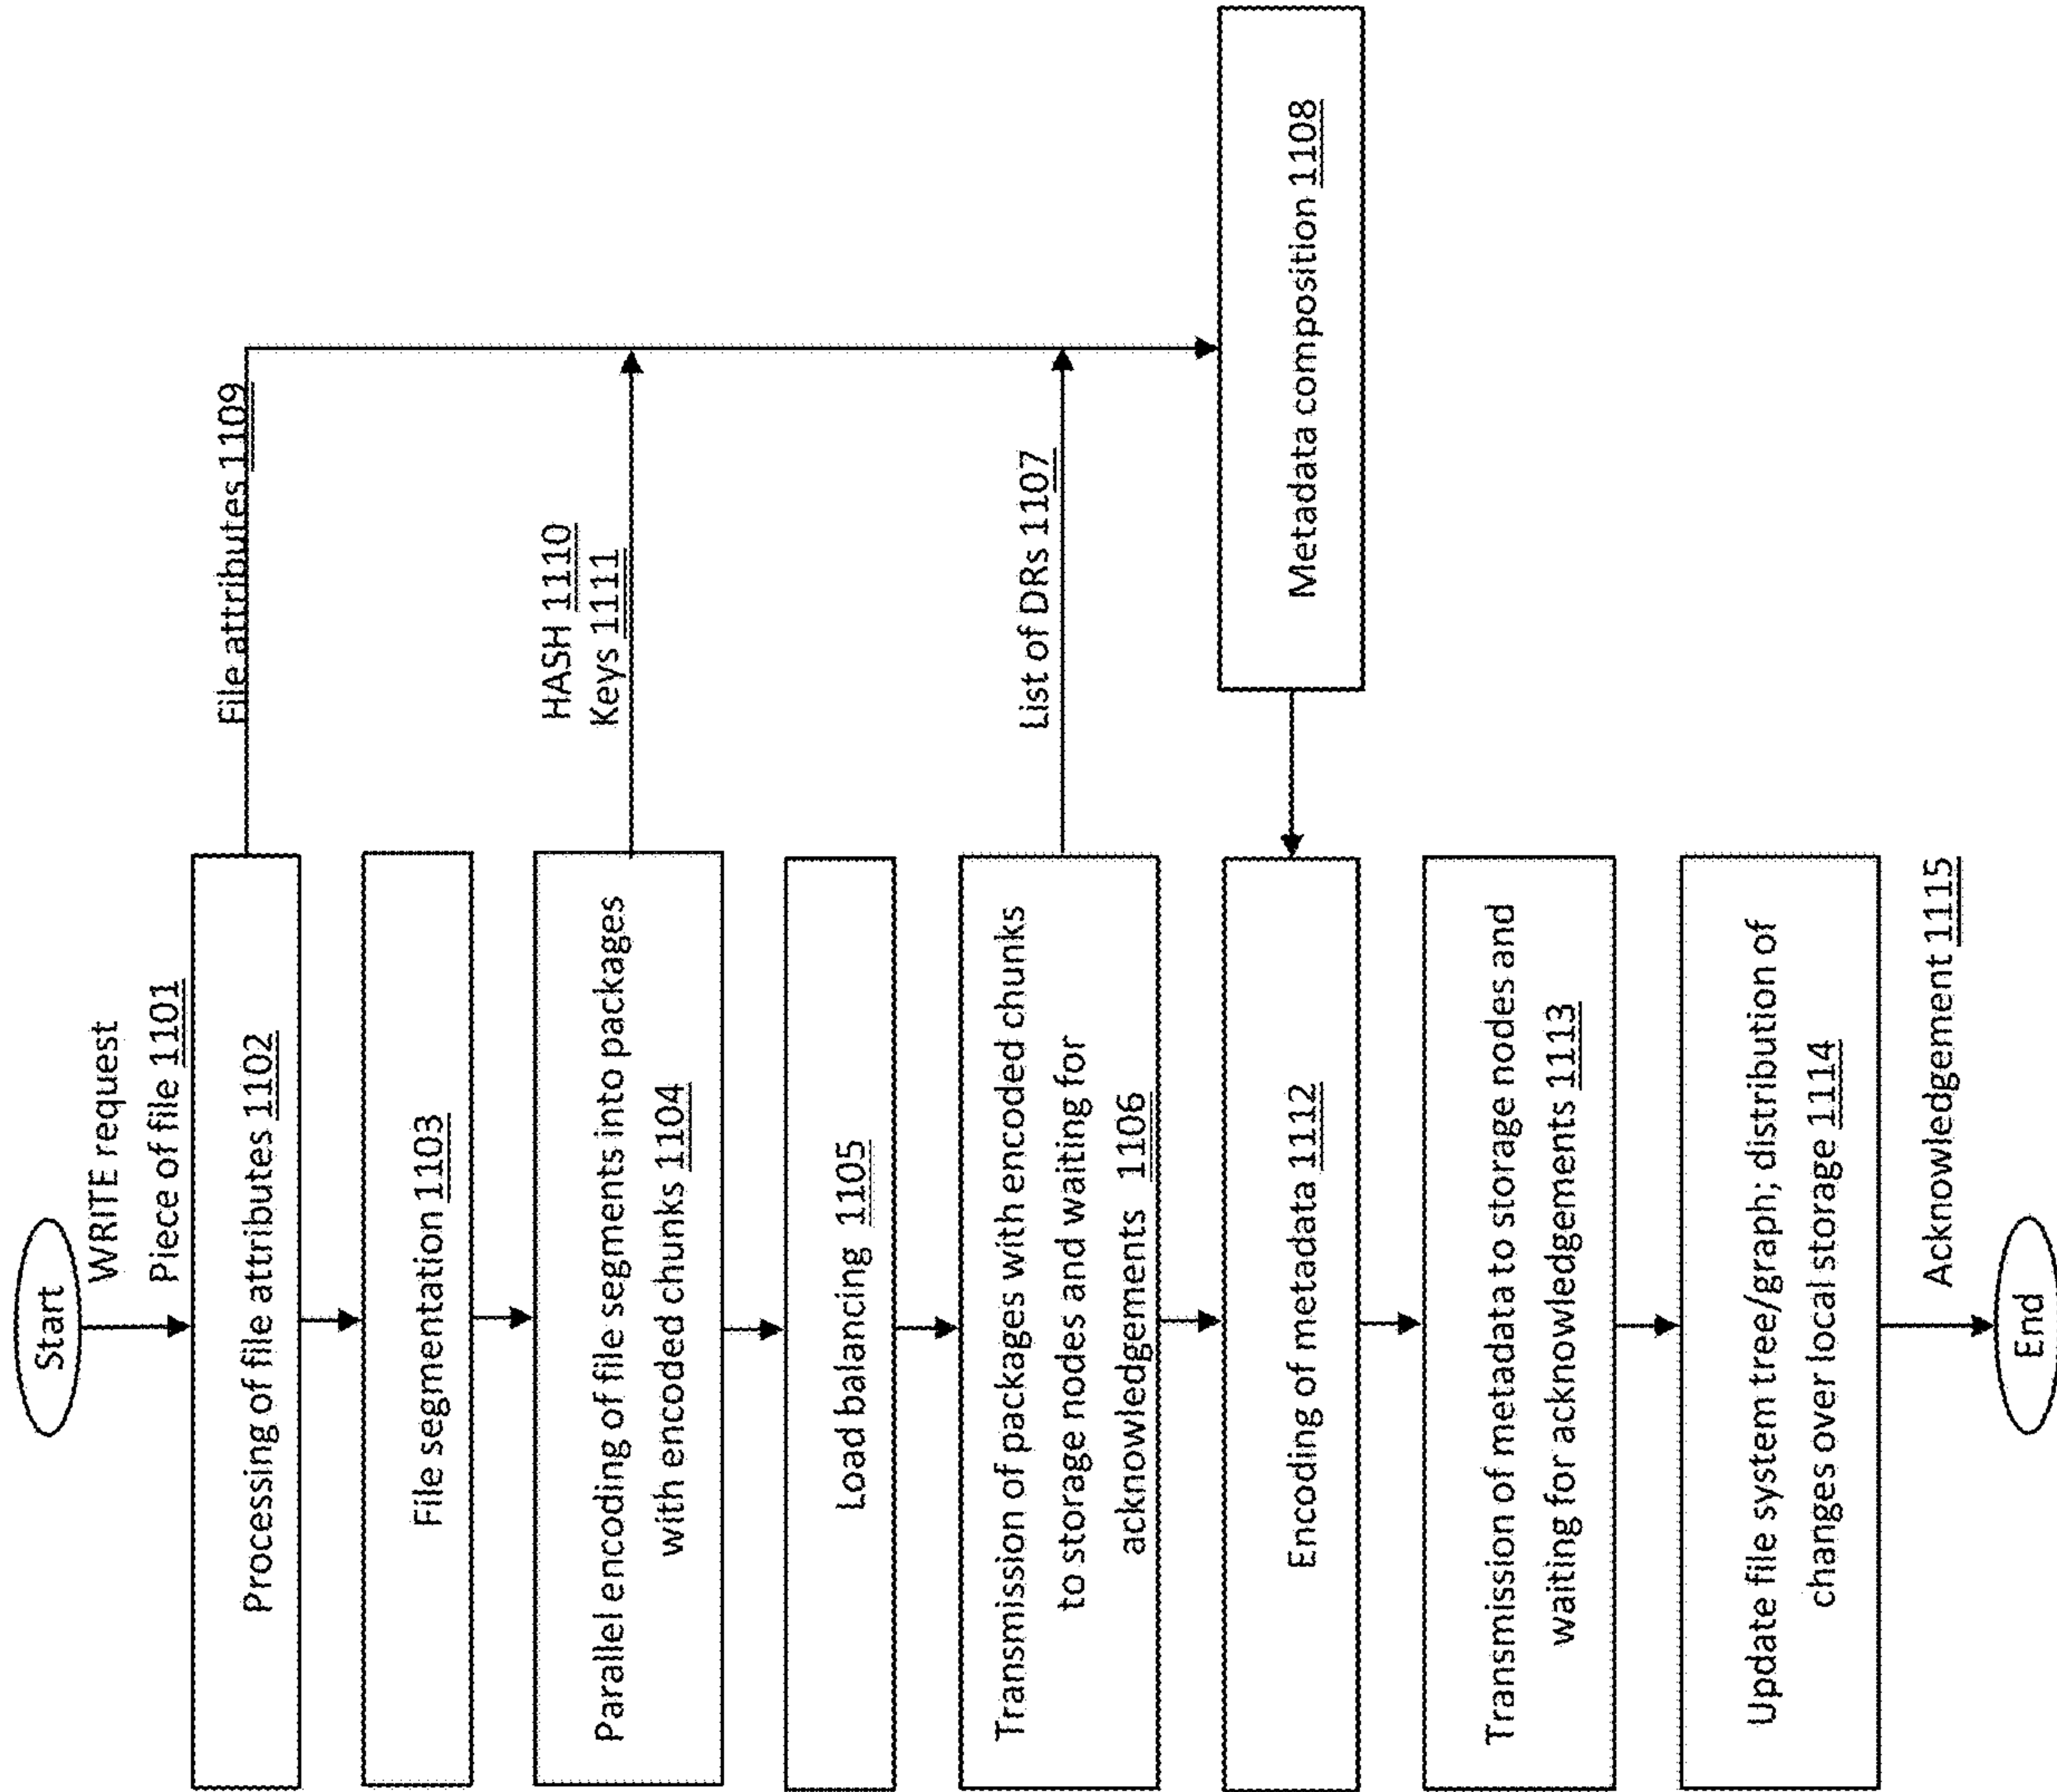 Start
WRITE request
Piece of file 1101
Processing of file attributes 1102
File attributes 1109
File segmentation 1103
Parallel encoding of file segments into packages
with encoded chunks 1104
HASH 1110
Keys 1111
Load balancing 1105
Transmission of packages with encoded chunks
to storage nodes and waiting for
acknowledgements 1106
List of DRs 1107
Metadata composition 1108
Encoding of metadata 1112
Transmission of metadata to storage nodes and
waiting for acknowledgements 1113
Update file system tree/graph; distribution of
changes over local storage 1114
Acknowledgement 1115
End